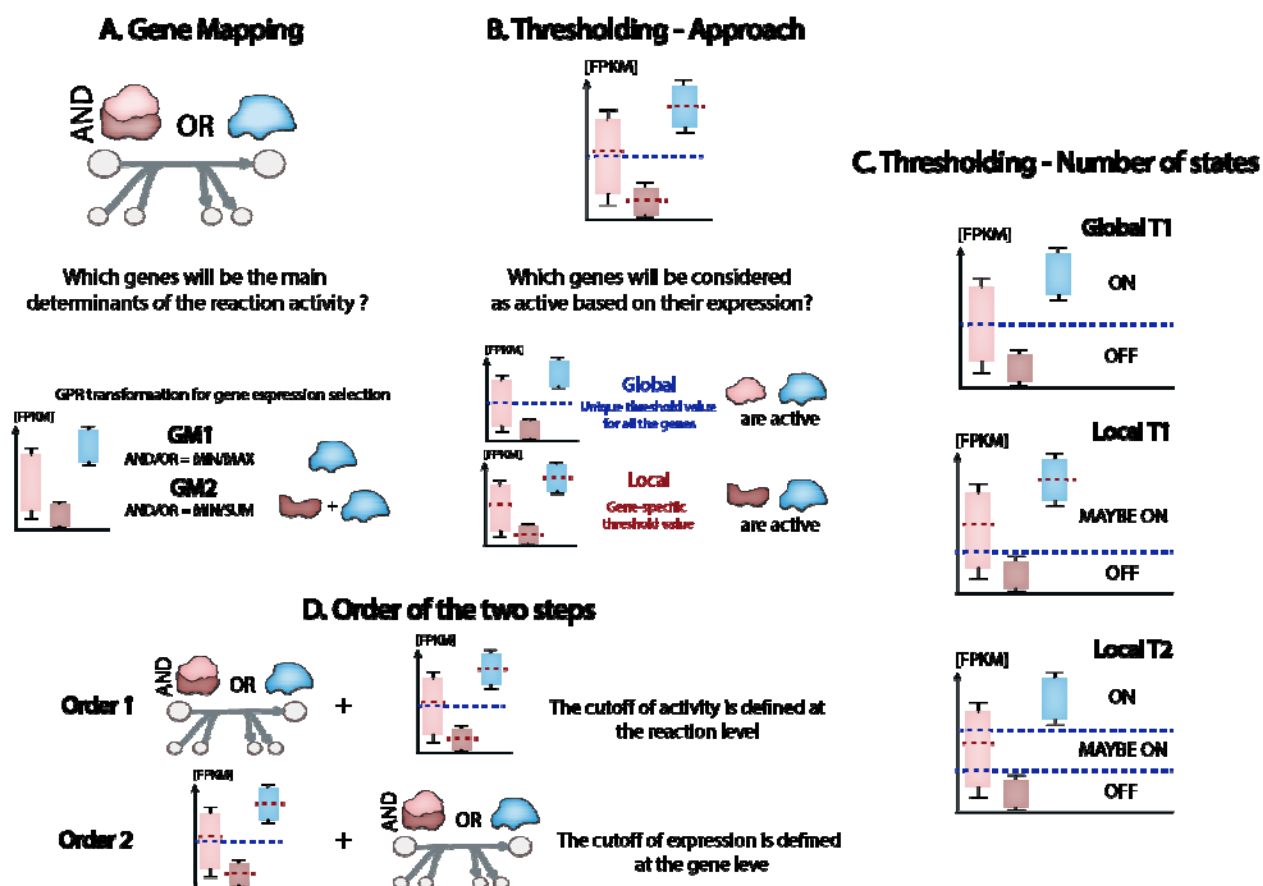 A. Gene Mapping
AND
OR
Which genes will be the main
determinants of the reaction activity ?
GPR transformation for gene expression selection
[FPKM]
GM1
AND/OR = MIN/MAX
GM2
AND/OR = MIN/SUM
+
B. Thresholding - Approach
[FPKM]
Which genes will be considered
as active based on their expression?
[FPKM]
Global
Unique threshold value
for all the genes
are active
[FPKM]
Local
Gene-specific
threshold value
are active
C. Thresholding - Number of states
[FPKM]
Global T1
ON
OFF
[FPKM]
Local T1
MAYBE ON
OFF
[FPKM]
Local T2
ON
MAYBE ON
OFF
D. Order of the two steps
Order 1
AND
OR
+
[FPKM]
The cutoff of activity is defined at
the reaction level
Order 2
[FPKM]
+
AND
OR
The cutoff of expression is defined
at the gene leve